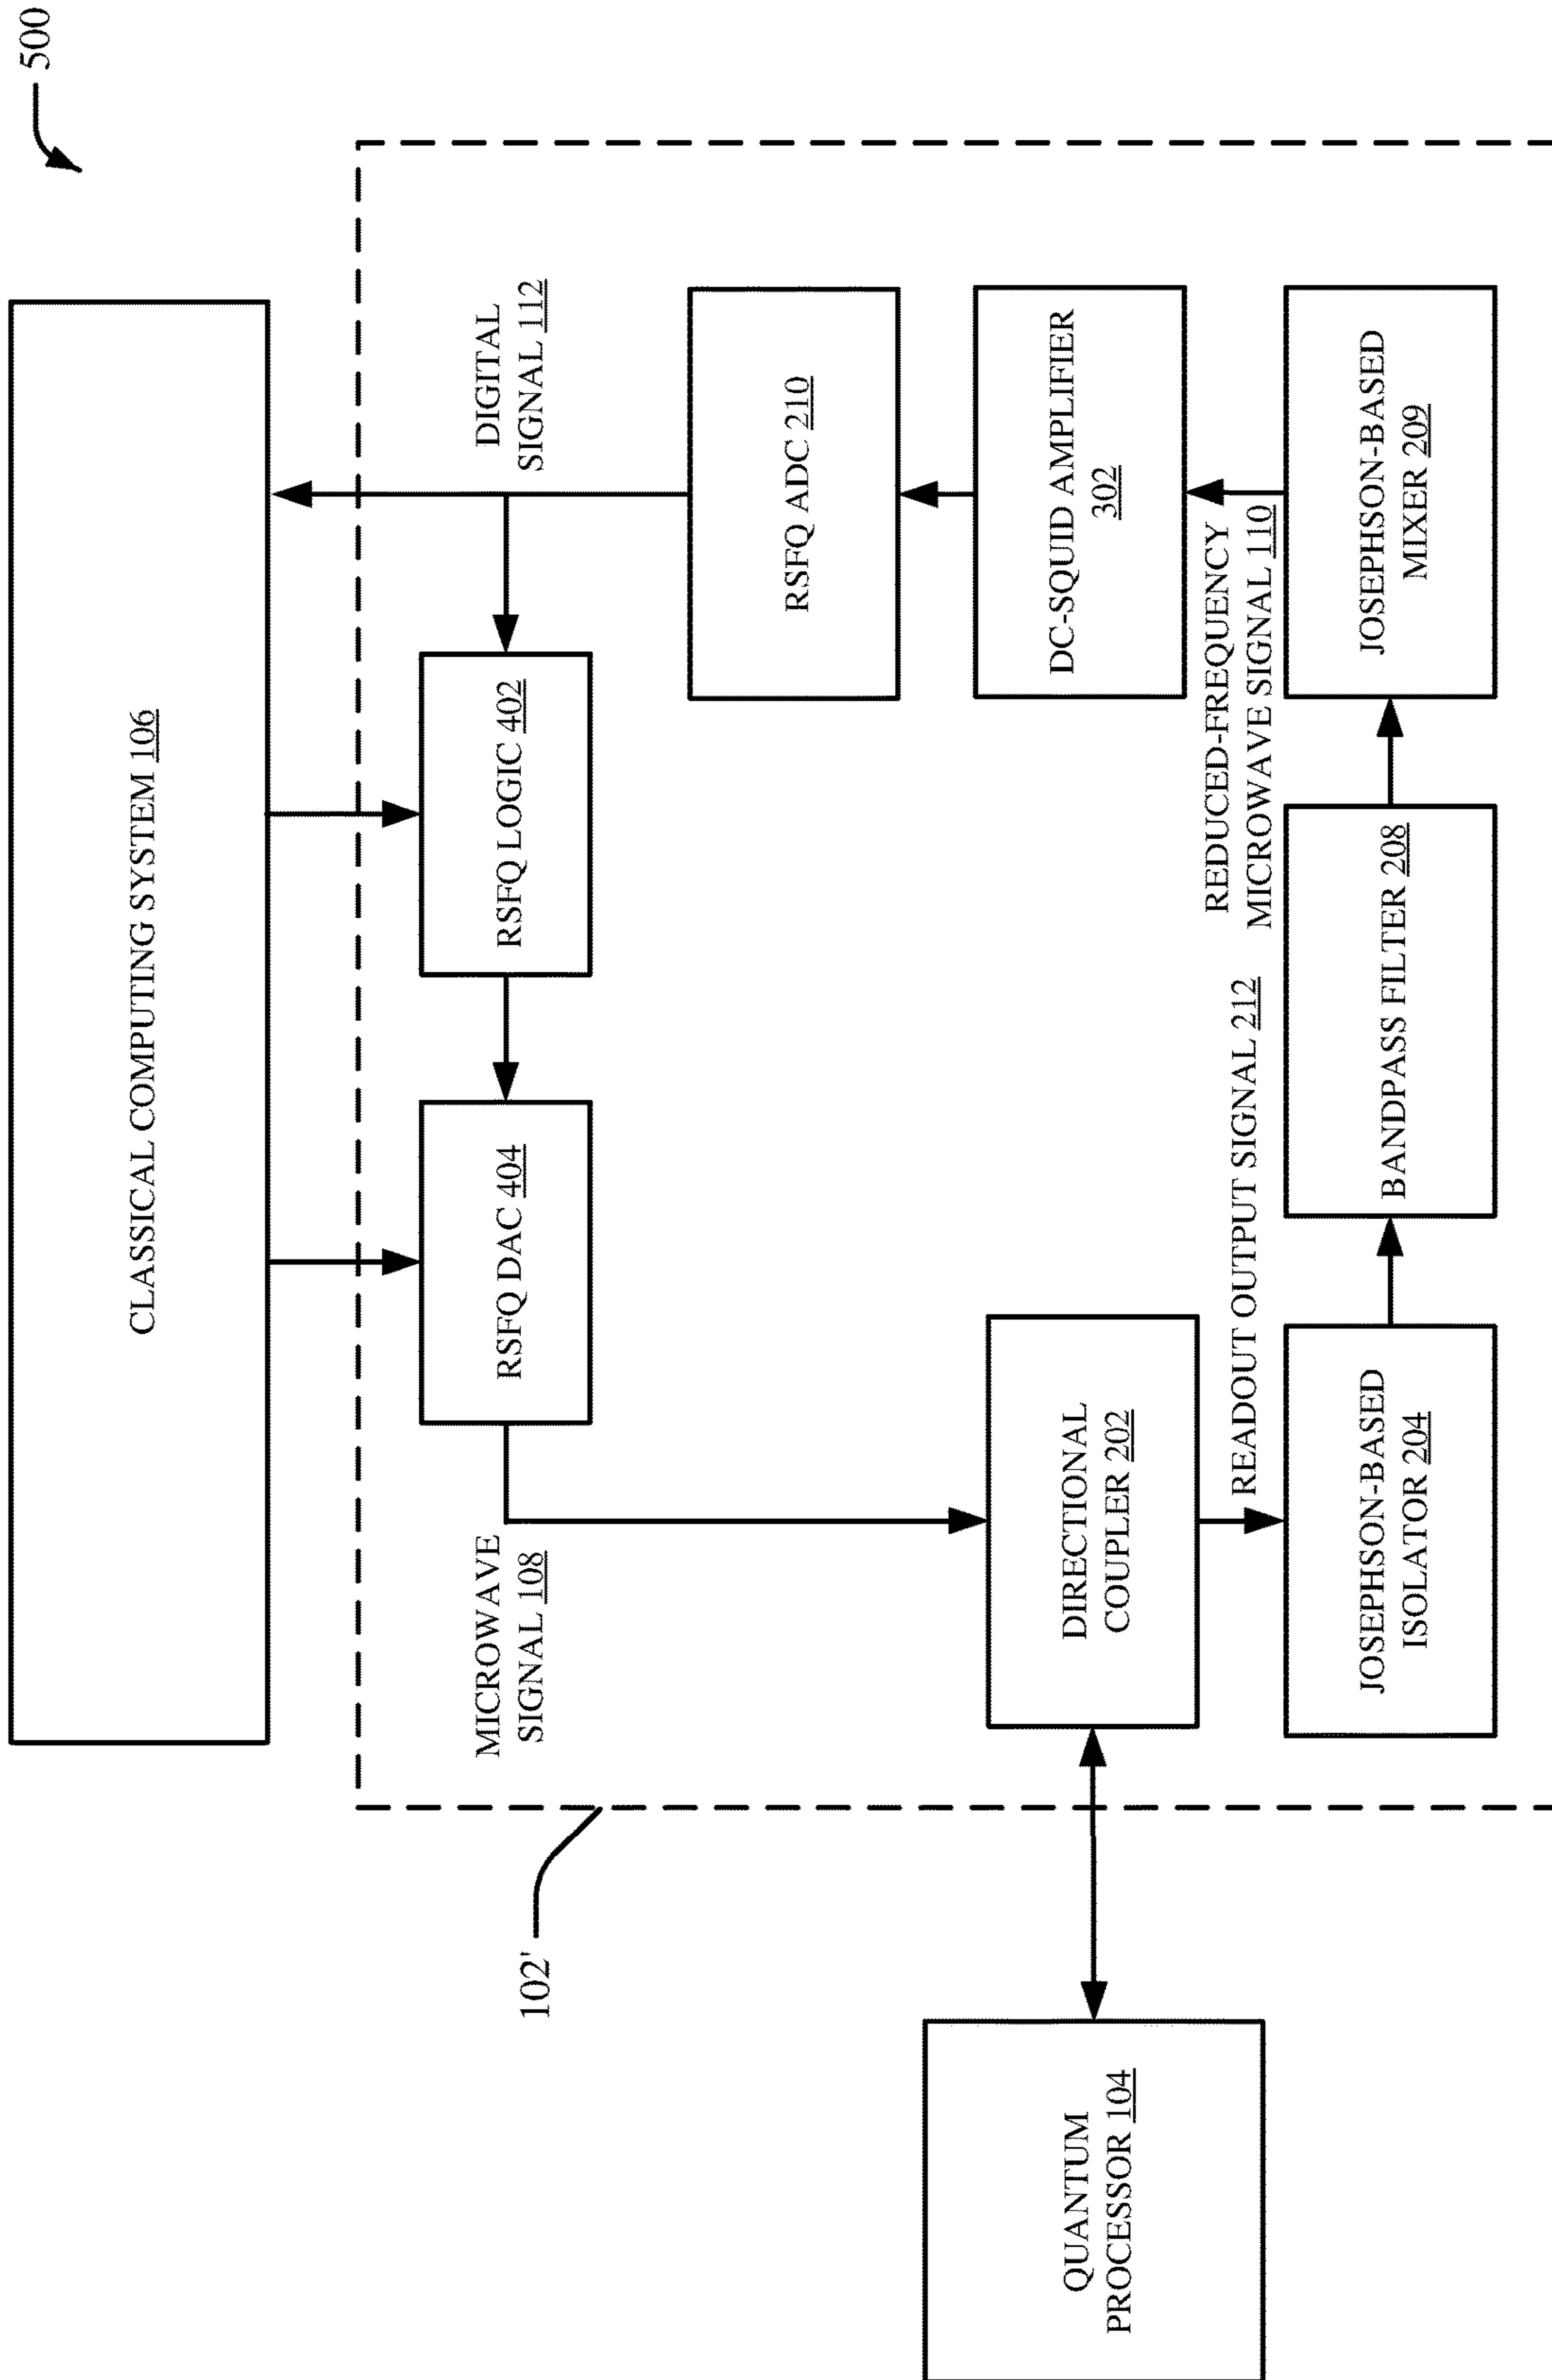 500
CLASSICAL COMPUTING SYSTEM 106
102'
MICROWAVE
SIGNAL 108
RSFQ DAC 404
RSFQ LOGIC 402
DIGITAL
SIGNAL 112
RSFQ ADC 210
QUANTUM
PROCESSOR 104
DIRECTIONAL
COUPLER 202
DC-SQUID AMPLIFIER
302
READOUT OUTPUT SIGNAL 212
REDUCED-FREQUENCY
MICROWAVE SIGNAL 110
JOSEPHSON-BASED
ISOLATOR 204
BANDPASS FILTER 208
JOSEPHSON-BASED
MIXER 209